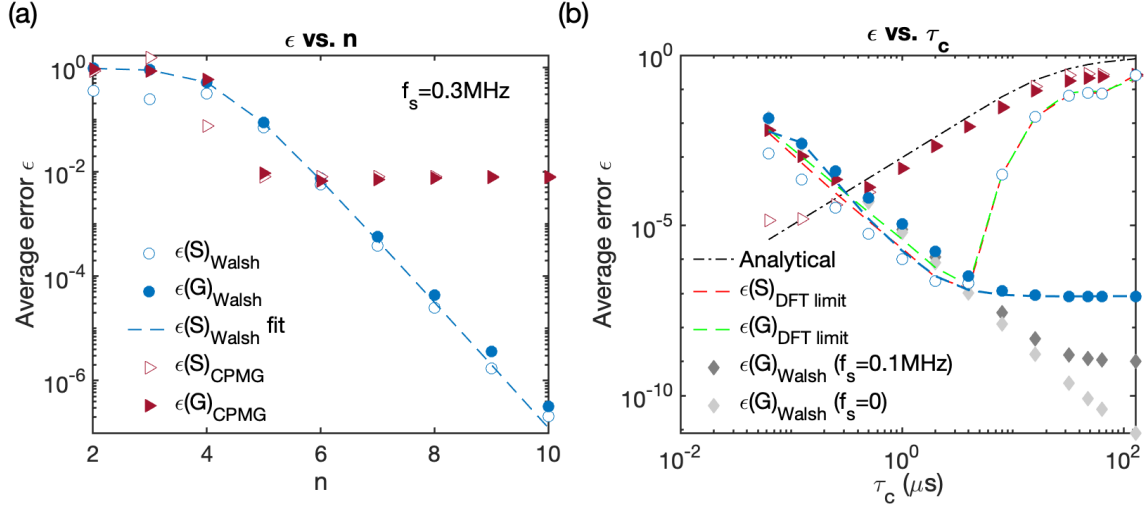 (a)
ϵ vs. n
f_s=0.3MHz
Average error ϵ
10^0
10^-2
10^-4
10^-6
ϵ(S)_Walsh
ϵ(G)_Walsh
ϵ(S)_Walsh fit
ϵ(S)_CPMG
ϵ(G)_CPMG
2 4 6 8 10
n
(b)
ϵ vs. τ_c
Average error ϵ
10^0
10^-5
10^-10
Analytical
ϵ(S)_DFT limit
ϵ(G)_DFT limit
ϵ(G)_Walsh (f_s=0.1MHz)
ϵ(G)_Walsh (f_s=0)
10^-2 10^0 10^2
τ_c (μs)